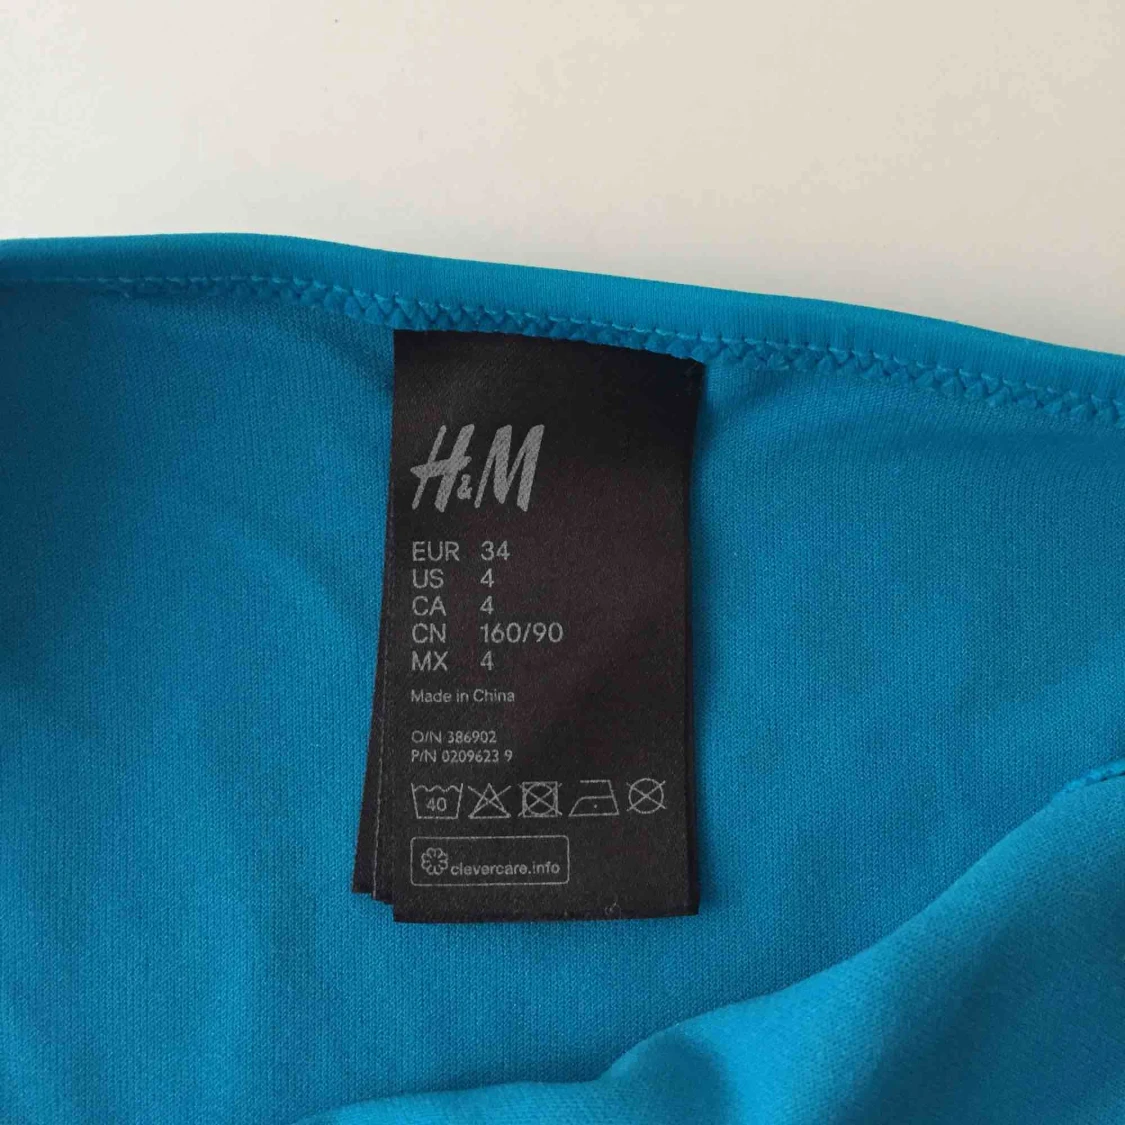 H&M
EUR 34
US 4
CA 4
CN 160/90
MX 4
Made in China
O/N 386902
P/N 0209623 9
40
clevercare.info